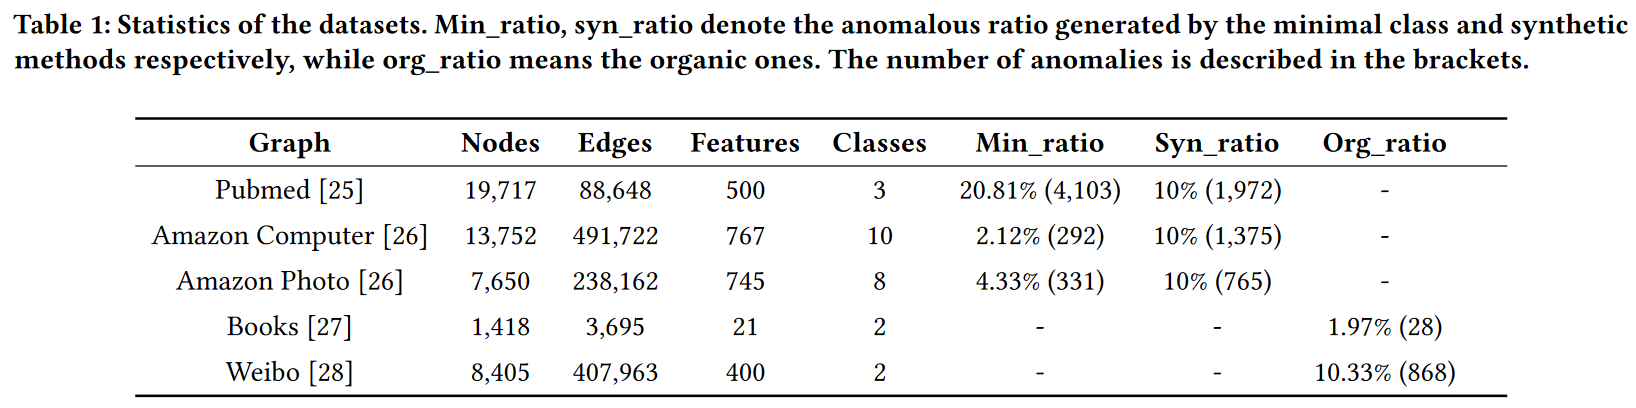 Table 1: Statistics of the datasets. Min_ratio, syn_ratio denote the anomalous ratio generated by the minimal class and synthetic
methods respectively, while org_ratio means the organic ones. The number of anomalies is described in the brackets.
Graph Nodes Edges Features Classes Min_ratio Syn_ratio Org_ratio
Pubmed [25] 19,717 88,648 500 3 20.81% (4,103) 10% (1,972) -
Amazon Computer [26] 13,752 491,722 767 10 2.12% (292) 10% (1,375) -
Amazon Photo [26] 7,650 238,162 745 8 4.33% (331) 10% (765) -
Books [27] 1,418 3,695 21 2 - - 1.97% (28)
Weibo [28] 8,405 407,963 400 2 - - 10.33% (868)